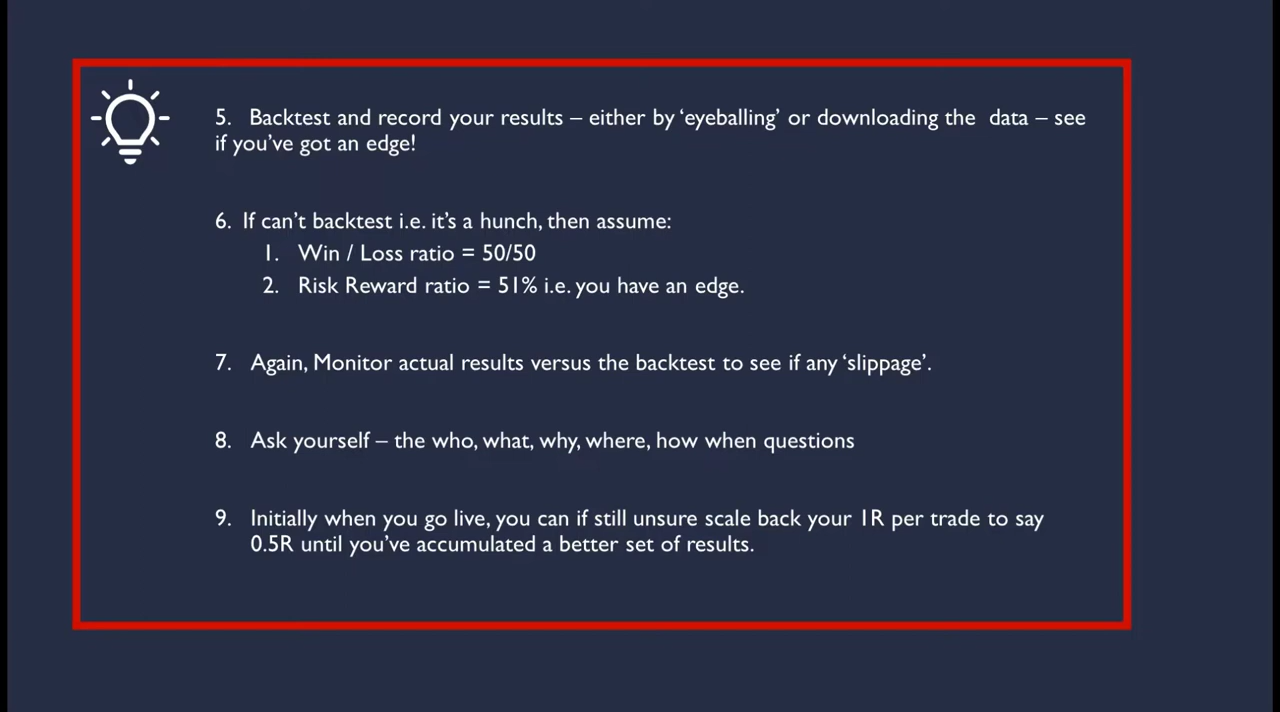 5. Backtest and record your results – either by ‘eyeballing’ or downloading the data – see
if you’ve got an edge!
6. If can’t backtest i.e. it’s a hunch, then assume:
1. Win / Loss ratio = 50/50
2. Risk Reward ratio = 51% i.e. you have an edge.
7. Again, Monitor actual results versus the backtest to see if any ‘slippage’.
8. Ask yourself – the who, what, why, where, how when questions
9. Initially when you go live, you can if still unsure scale back your 1R per trade to say
0.5R until you’ve accumulated a better set of results.